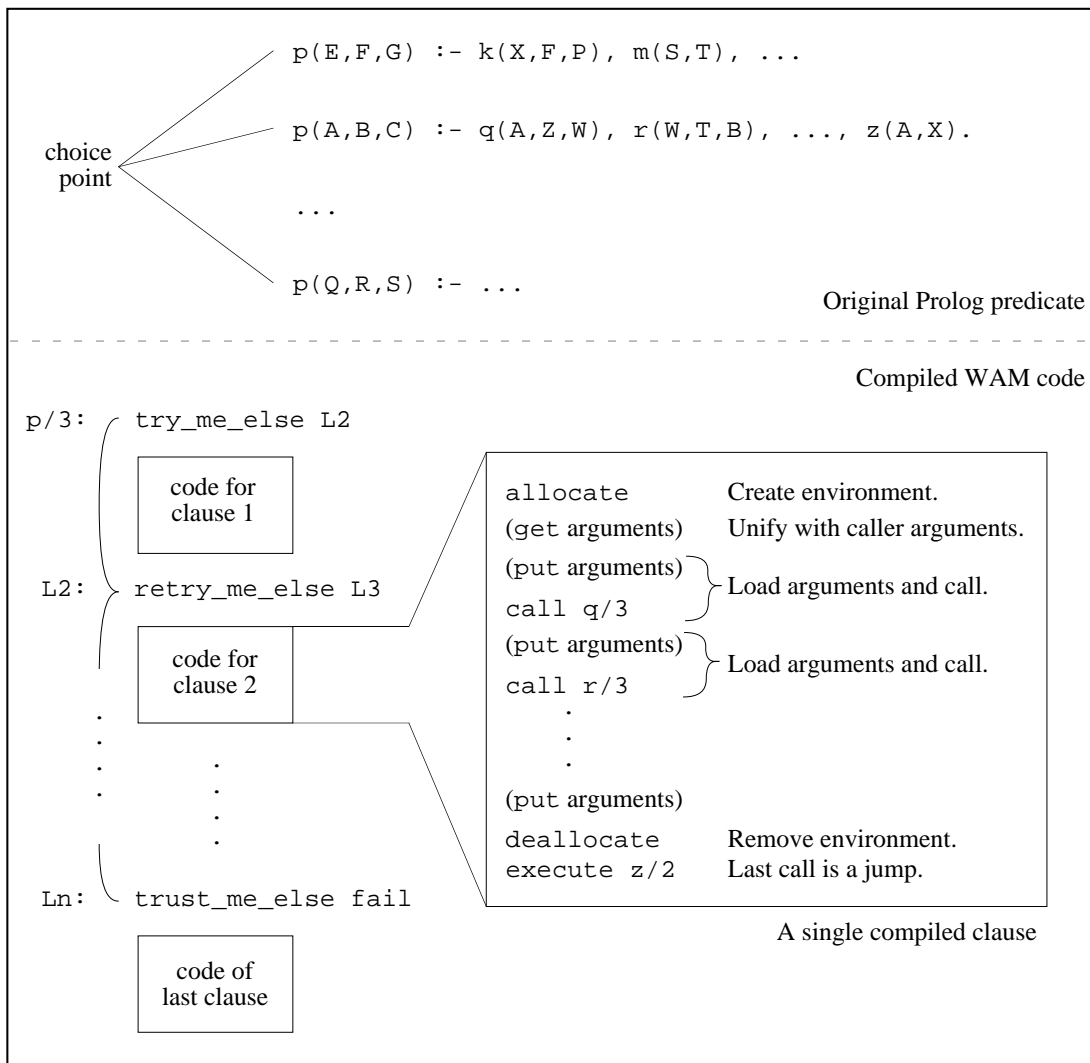 p(E,F,G) :- k(X,F,P), m(S,T), ...
p(A,B,C) :- q(A,Z,W), r(W,T,B), ..., z(A,X).
choice
point
...
p(Q,R,S) :- ...
Original Prolog predicate
Compiled WAM code
p/3: try_me_else L2
code for
clause 1
L2: retry_me_else L3
code for
clause 2
.
.
.
.
.
.
.
.
Ln: trust_me_else fail
code of
last clause
allocate Create environment.
(get arguments) Unify with caller arguments.
(put arguments)
call q/3
Load arguments and call.
(put arguments)
call r/3
Load arguments and call.
.
.
.
(put arguments)
deallocate Remove environment.
execute z/2 Last call is a jump.
A single compiled clause